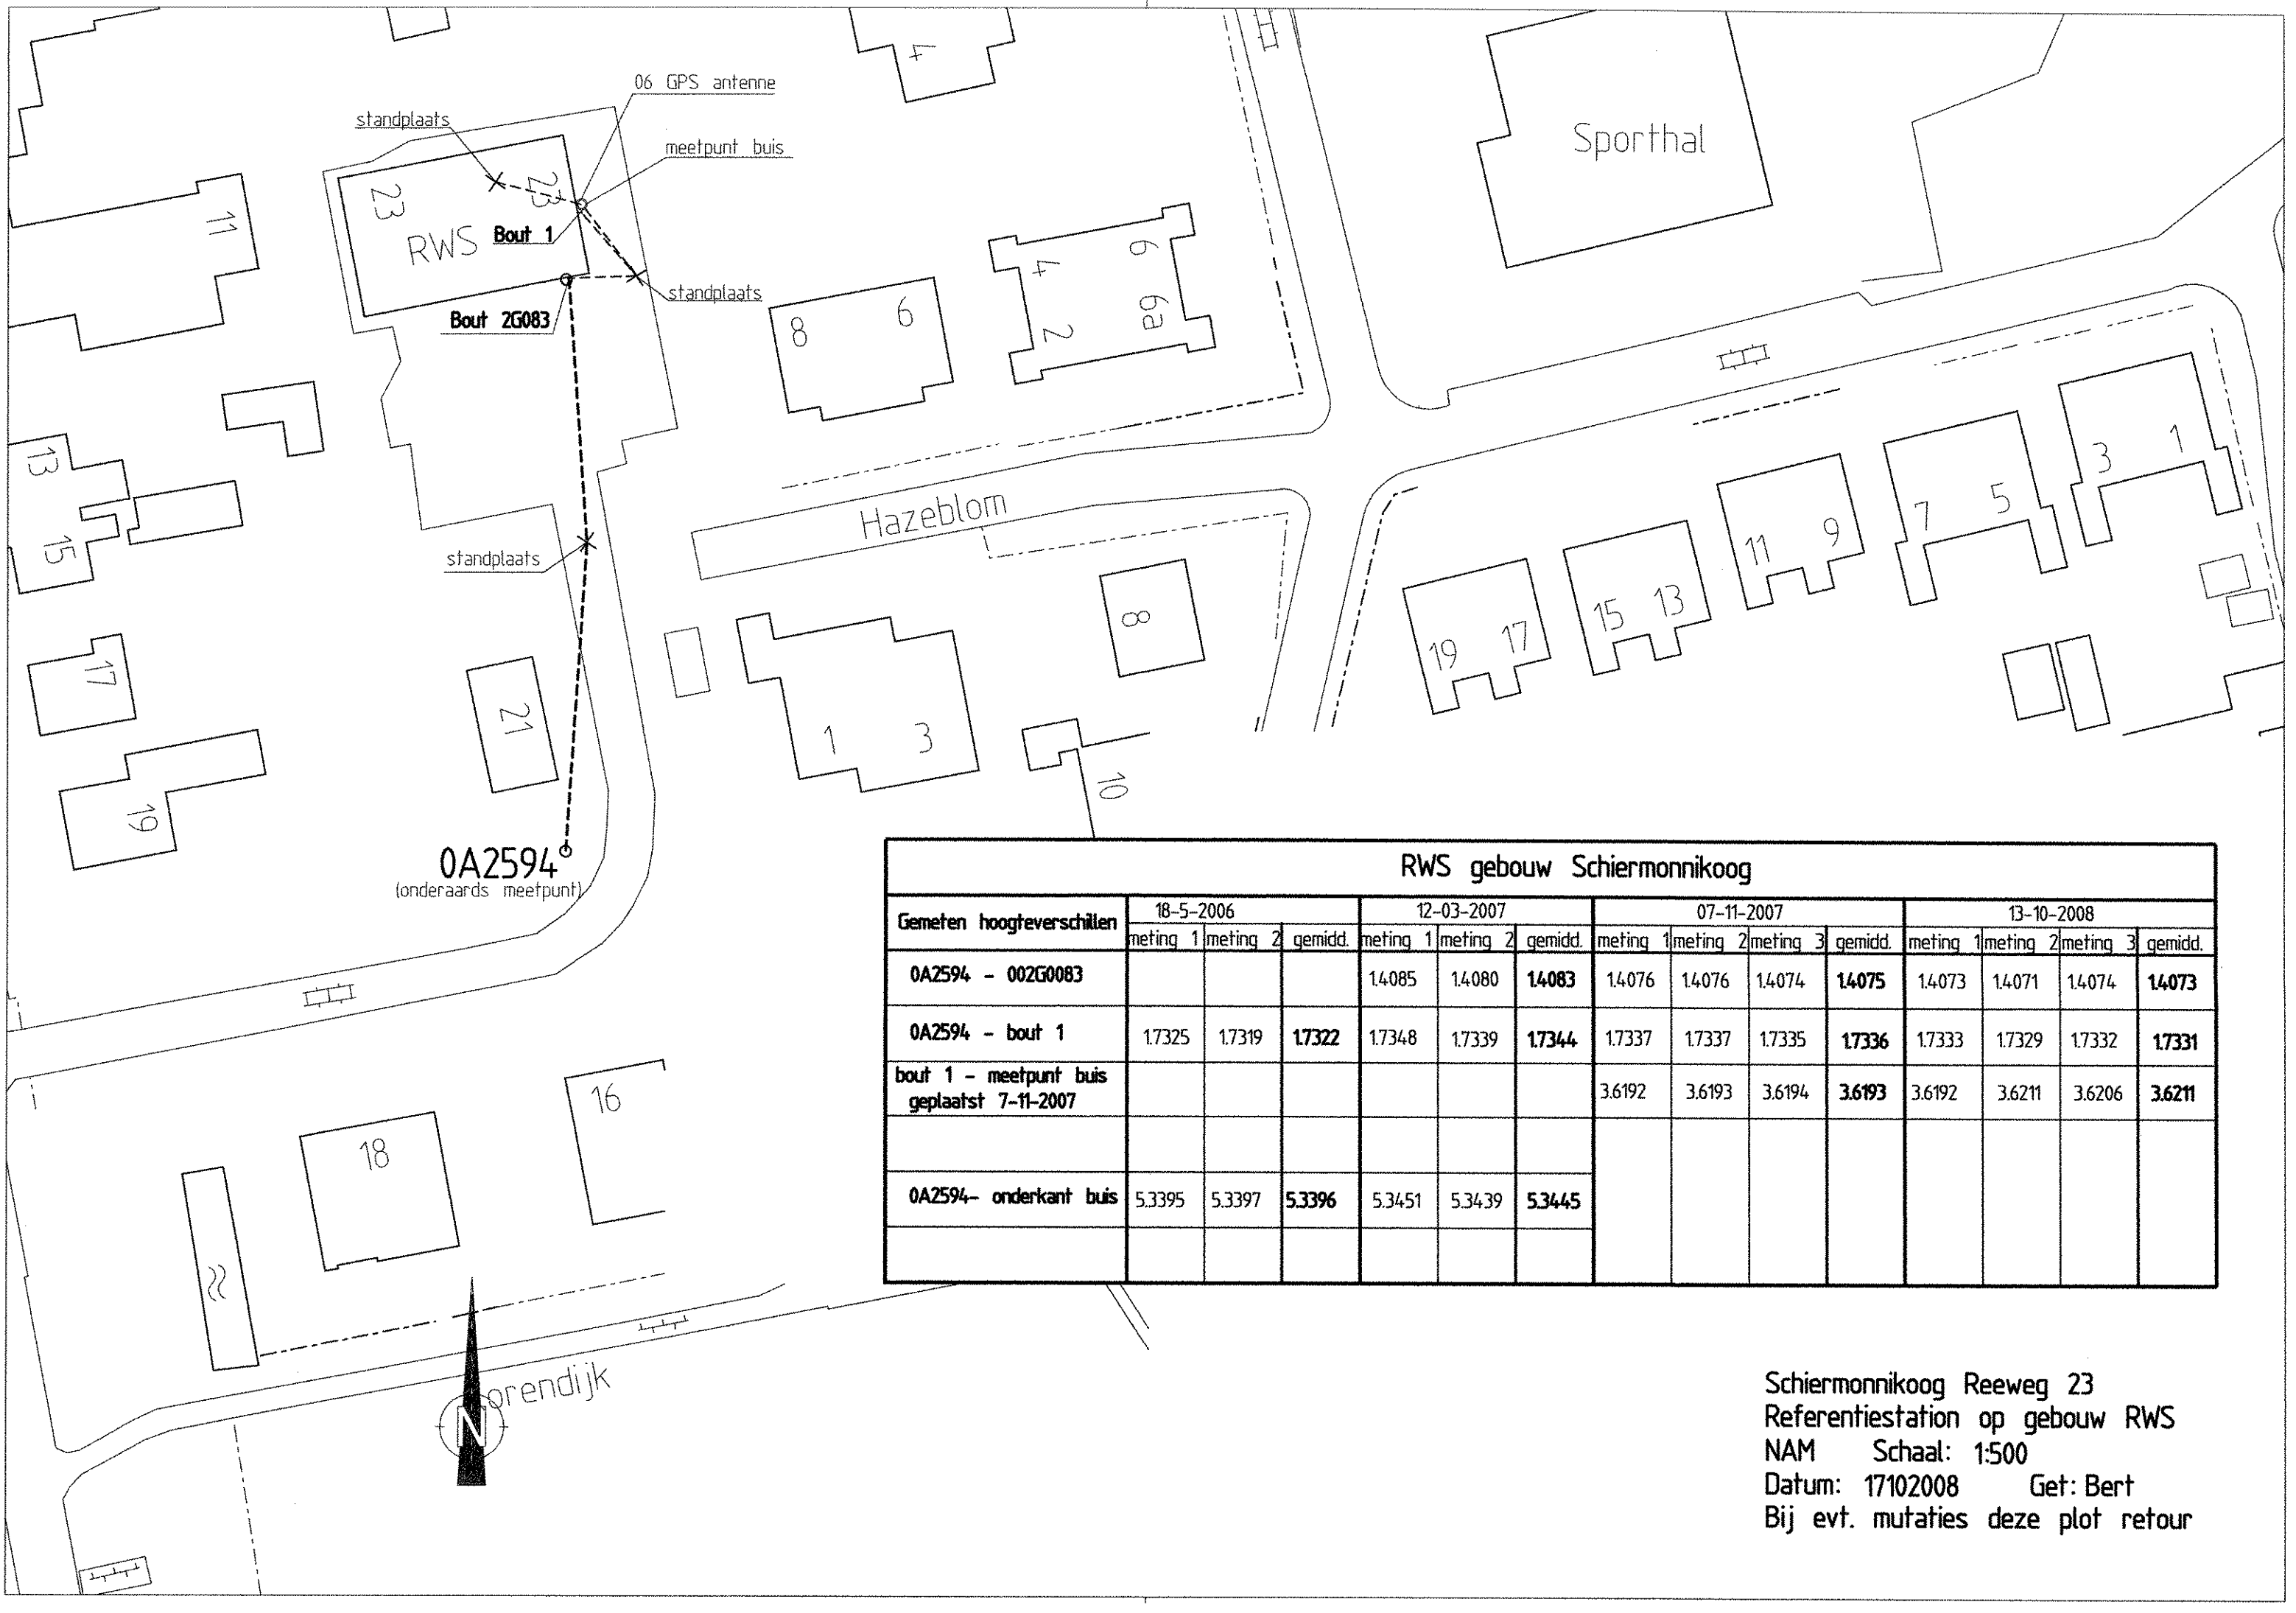 4
06 GPS antenne
standplaats
meetpunt buis
Sporthal
23
23
11
RWS
Bout 1
standplaats
Bout 2G083
8
6
4
6
2
6a
13
15
Hazeblom
standplaats
3
1
7
5
11
9
15
13
19
17
8
17
21
1
3
10
19
0A2594
(onderaards meetpunt)
RWS gebouw Schiermonnikoog
Gemeten hoogteverschillen 18-5-2006 12-03-2007 07-11-2007 13-10-2008
meting 1 meting 2 gemidd. meting 1 meting 2 gemidd. meting 1 meting 2 meting 3 gemidd. meting 1 meting 2 meting 3 gemidd.
0A2594 - 002G0083 1.4085 1.4080 1.4083 1.4076 1.4076 1.4074 1.4075 1.4073 1.4071 1.4074 1.4073
0A2594 - bout 1 1.7325 1.7319 1.7322 1.7348 1.7339 1.7344 1.7337 1.7337 1.7335 1.7336 1.7333 1.7329 1.7332 1.7331
bout 1 - meetpunt buis
geplaatst 7-11-2007 3.6192 3.6193 3.6194 3.6193 3.6192 3.6211 3.6206 3.6211
0A2594- onderkant buis 5.3395 5.3397 5.3396 5.3451 5.3439 5.3445
16
18
22
orendijk
N
Schiermonnikoog Reeweg 23
Referentiestation op gebouw RWS
NAM Schaal: 1:500
Datum: 17102008 Get: Bert
Bij evt. mutaties deze plot retour